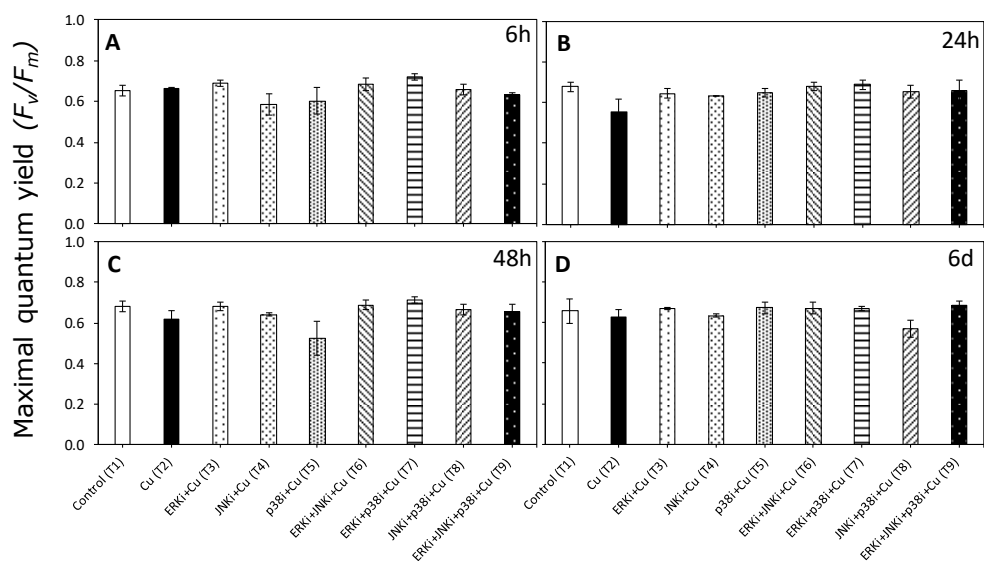 Maximal quantum yield (Fv/Fm)
A
6h
1.0
0.8
0.6
0.4
0.2
0.0
B
24h
C
48h
1.0
0.8
0.6
0.4
0.2
0.0
D
6d
Control (T1)
Cu (T2)
ERKi+Cu (T3)
JNKi+Cu (T4)
p38i+Cu (T5)
ERKi+JNKi+Cu (T6)
ERKi+p38i+Cu (T7)
JNKi+p38i+Cu (T8)
ERKi+JNKi+p38i+Cu (T9)
Control (T1)
Cu (T2)
ERKi+Cu (T3)
JNKi+Cu (T4)
p38i+Cu (T5)
ERKi+JNKi+Cu (T6)
ERKi+p38i+Cu (T7)
JNKi+p38i+Cu (T8)
ERKi+JNKi+p38i+Cu (T9)